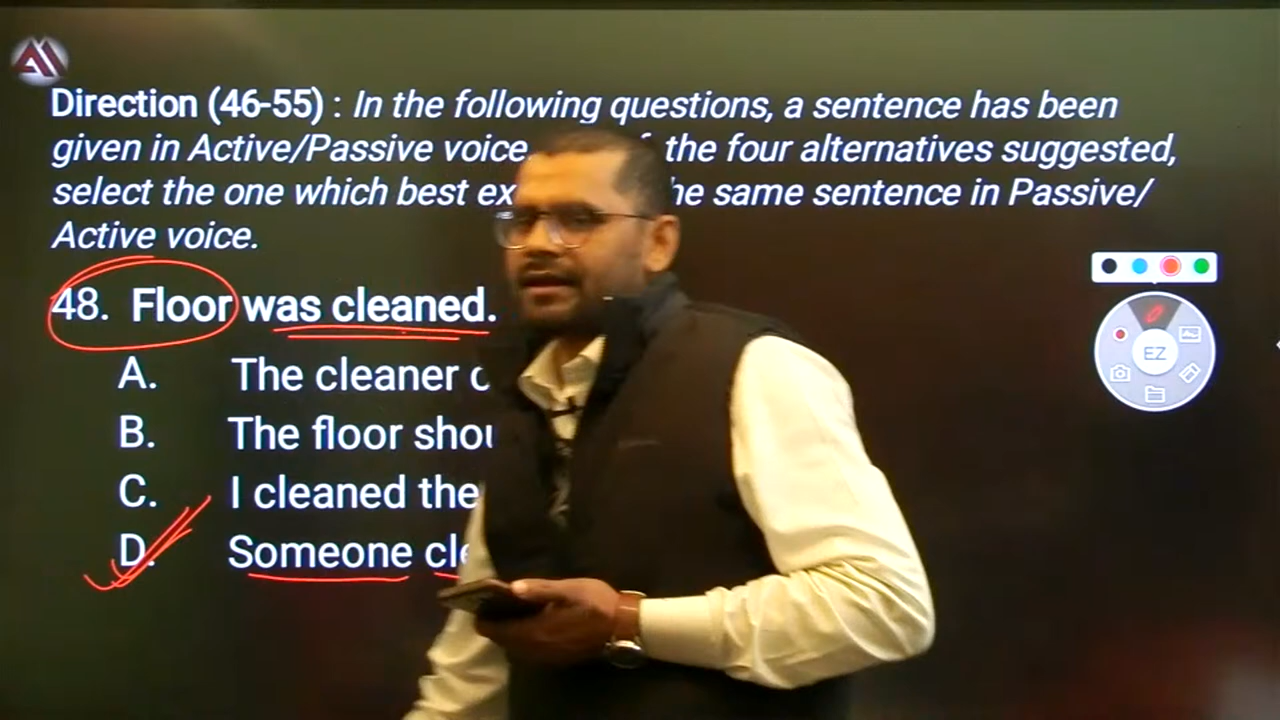 Direction (46-55) : In the following questions, a sentence has been
given in Active/Passive voice. the four alternatives suggested,
select the one which best same sentence in Passive/
Active voice.
48. Floor was cleaned.
A. The cleaner
B. The floor
C. I cleaned the
D. Someone
EZ